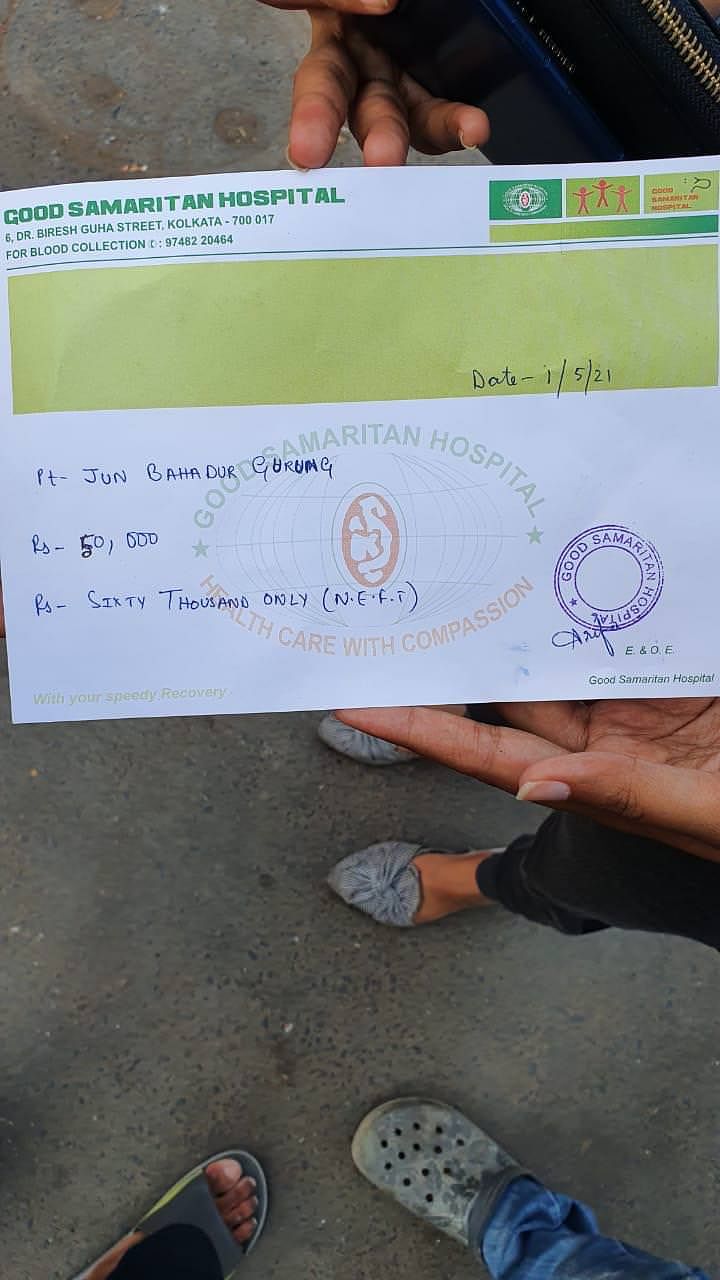 GOOD SAMARITAN HOSPITAL
6, DR. BIRESH GUHA STREET, KOLKATA - 700 017
FOR BLOOD COLLECTION ✆ : 97482 20464
GOOD SAMARITAN HOSPITAL
Date - 1/5/21
GOOD SAMARITAN HOSPITAL
Pt- JUN BAHADUR GURUNG
Rs- 50,000
Rs- SIXTY THOUSAND ONLY (N.E.F.T)
HEALTH CARE WITH COMPASSION
GOOD SAMARITAN HOSPITAL
Arif
E. & O. E.
Good Samaritan Hospital
With your speedy Recovery